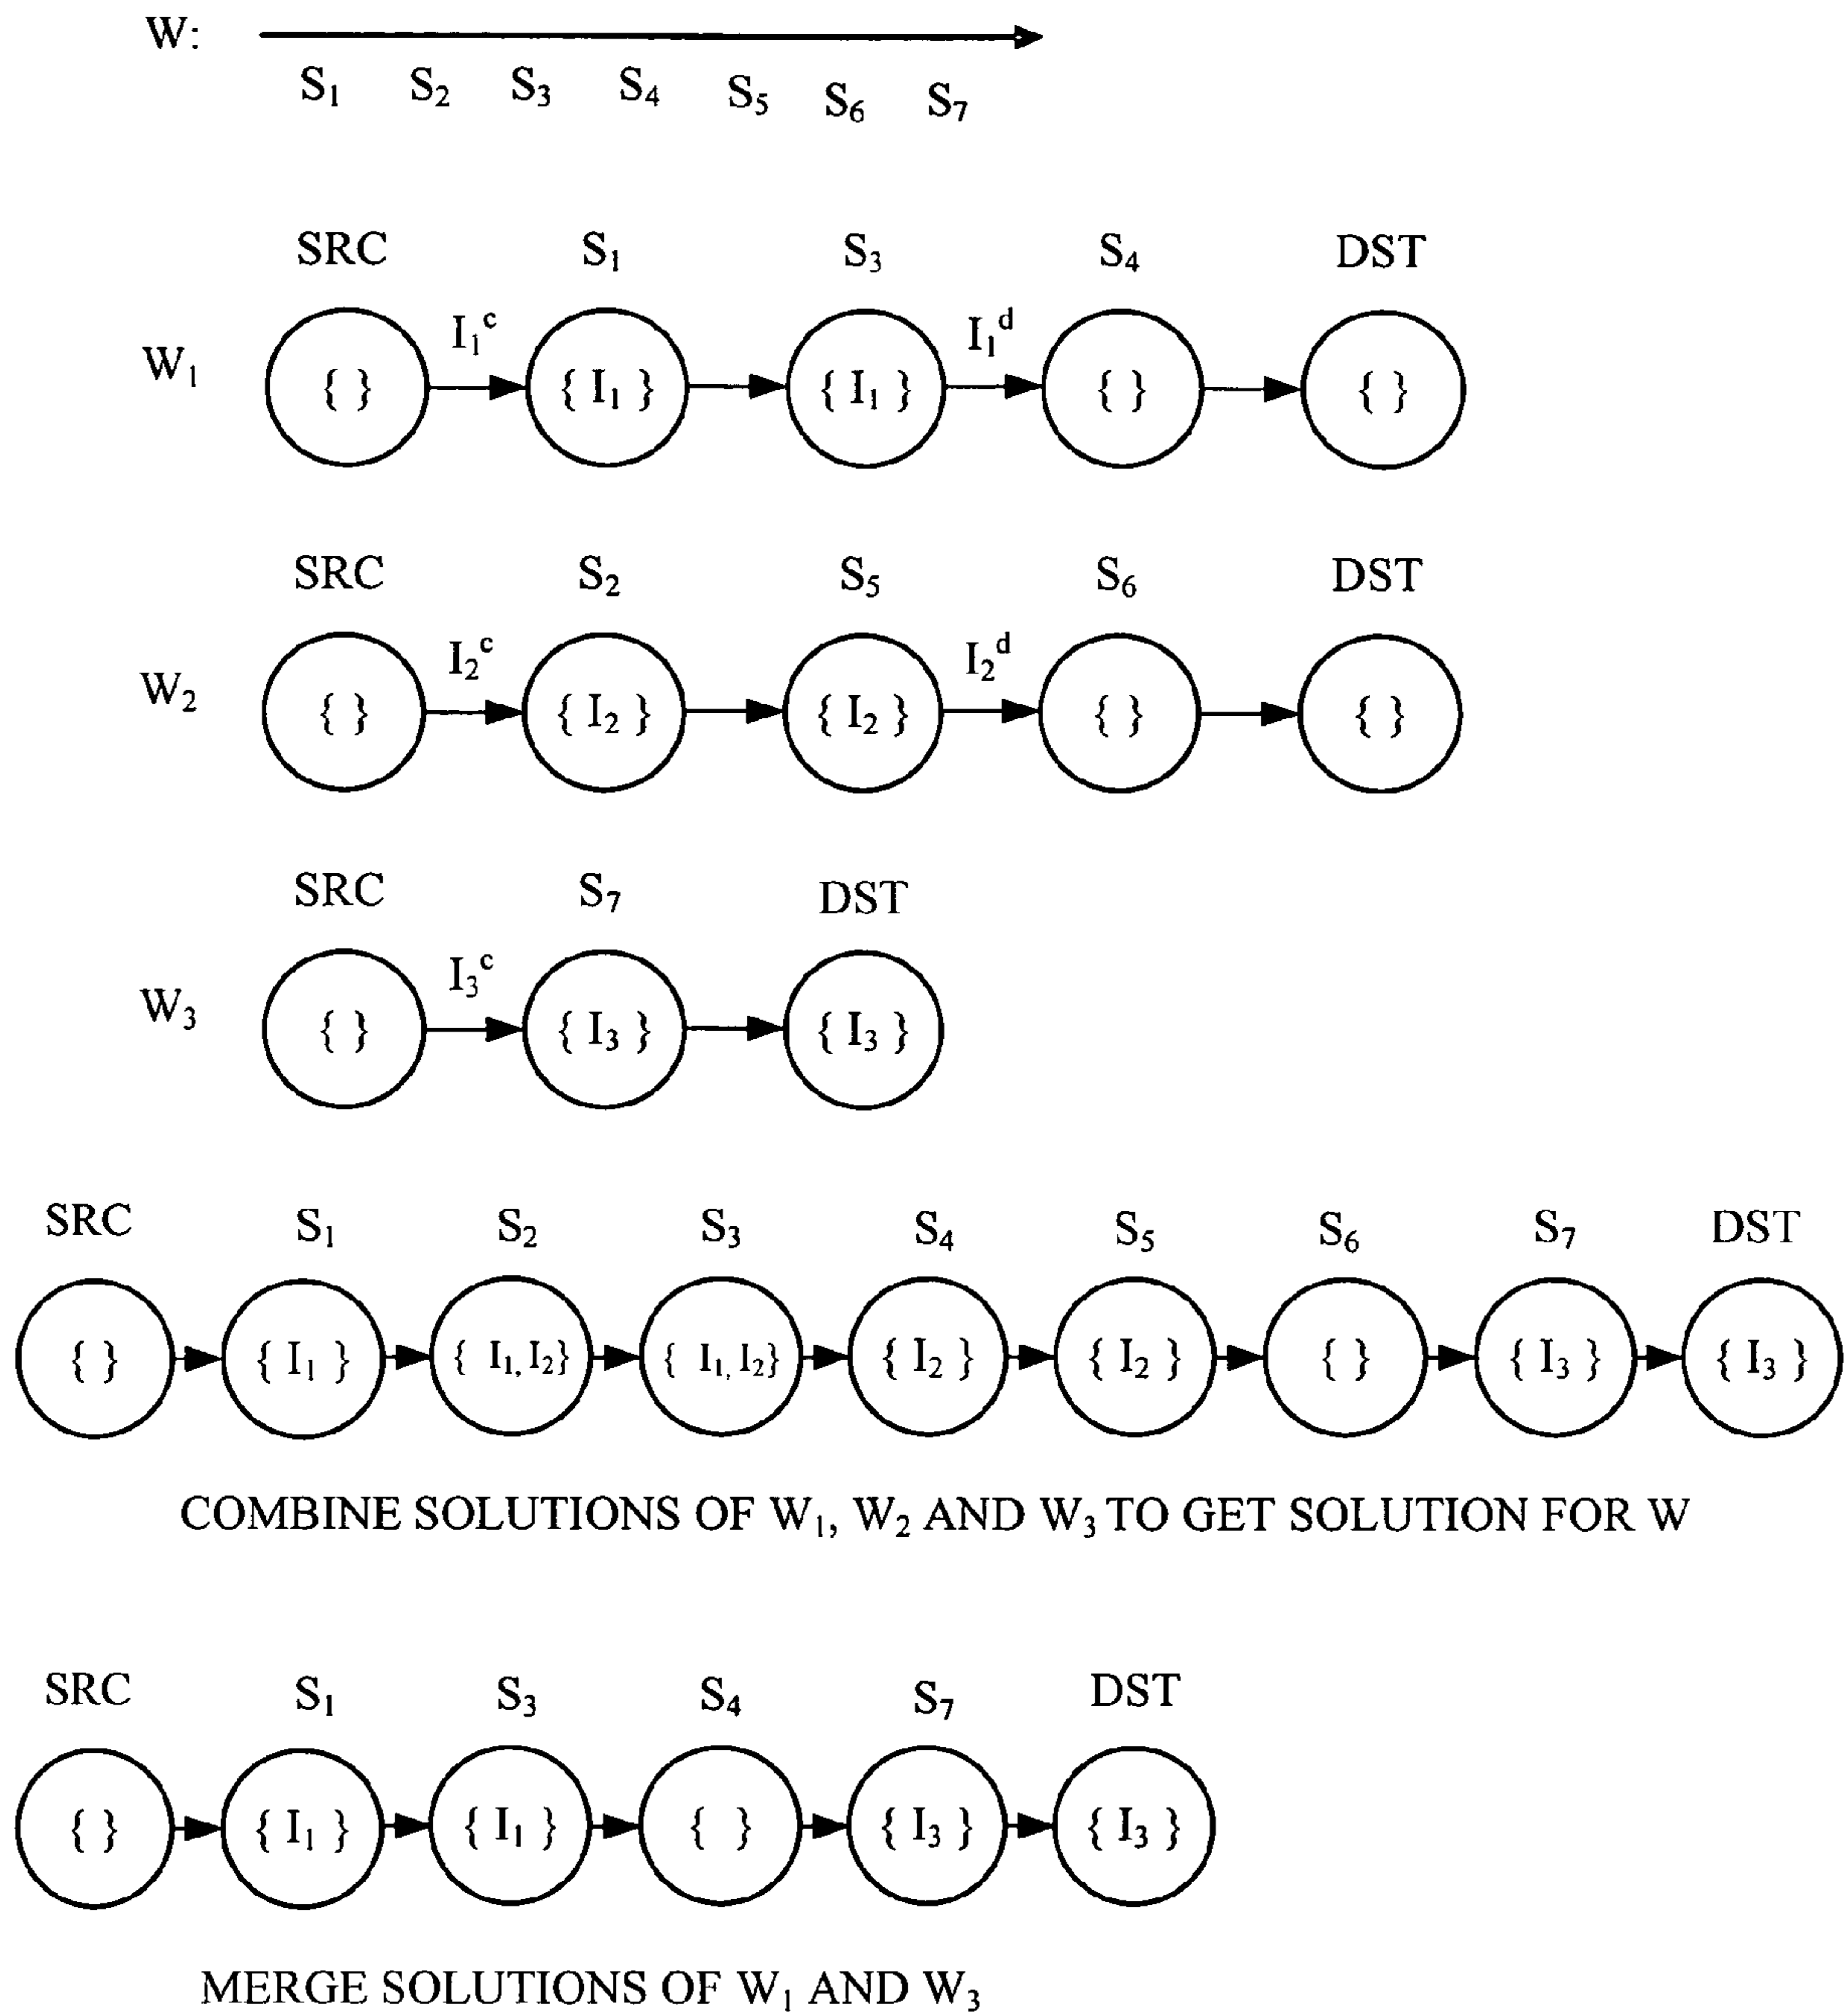 W:
S₁ S₂ S₃ S₄ S₅ S₆ S₇
SRC S₁ S₃ S₄ DST
I₁ᶜ I₁ᵈ
W₁ { } { I₁ } { I₁ } { } { }
SRC S₂ S₅ S₆ DST
I₂ᶜ I₂ᵈ
W₂ { } { I₂ } { I₂ } { } { }
SRC S₇ DST
I₃ᶜ
W₃ { } { I₃ } { I₃ }
SRC S₁ S₂ S₃ S₄ S₅ S₆ S₇ DST
{ } { I₁ } { I₁, I₂} { I₁, I₂} { I₂ } { I₂ } { } { I₃ } { I₃ }
COMBINE SOLUTIONS OF W₁, W₂ AND W₃ TO GET SOLUTION FOR W
SRC S₁ S₃ S₄ S₇ DST
{ } { I₁ } { I₁ } { } { I₃ } { I₃ }
MERGE SOLUTIONS OF W₁ AND W₃